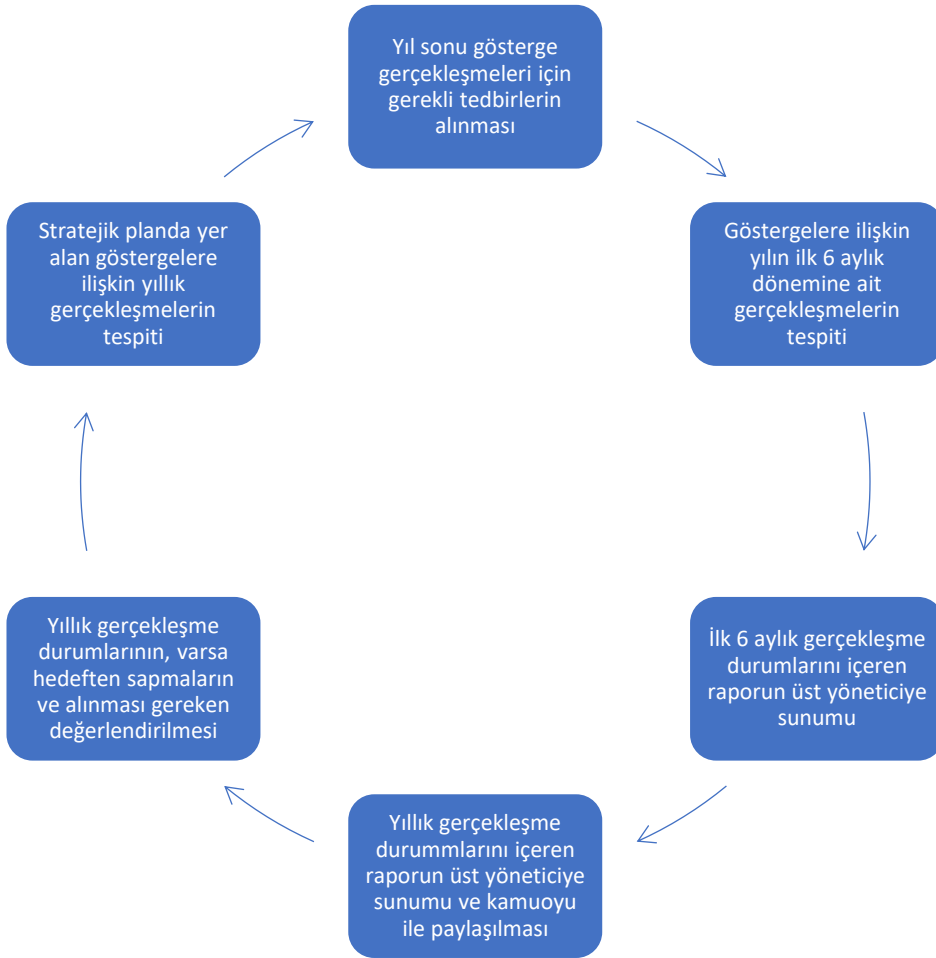 Yıl sonu gösterge
gerçekleşmeleri için
gerekli tedbirlerin
alınması
Göstergelere ilişkin
yılın ilk 6 aylık
dönemine ait
gerçekleşmelerin
tespiti
İlk 6 aylık gerçekleşme
durumlarını içeren
raporun üst yöneticiye
sunumu
Yıllık gerçekleşme
durummlarını içeren
raporun üst yöneticiye
sunumu ve kamuoyu
ile paylaşılması
Yıllık gerçekleşme
durumlarının, varsa
hedeften sapmaların
ve alınması gereken
değerlendirilmesi
Stratejik planda yer
alan göstergelere
ilişkin yıllık
gerçekleşmelerin
tespiti